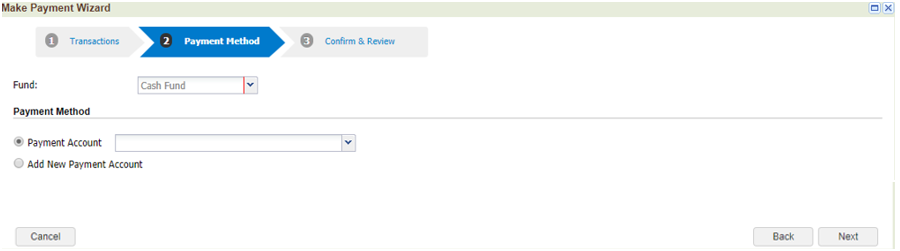 Make Payment Wizard
1 Transactions 2 Payment Method 3 Confirm & Review
Fund: Cash Fund
Payment Method
Payment Account
Add New Payment Account
Cancel Back Next